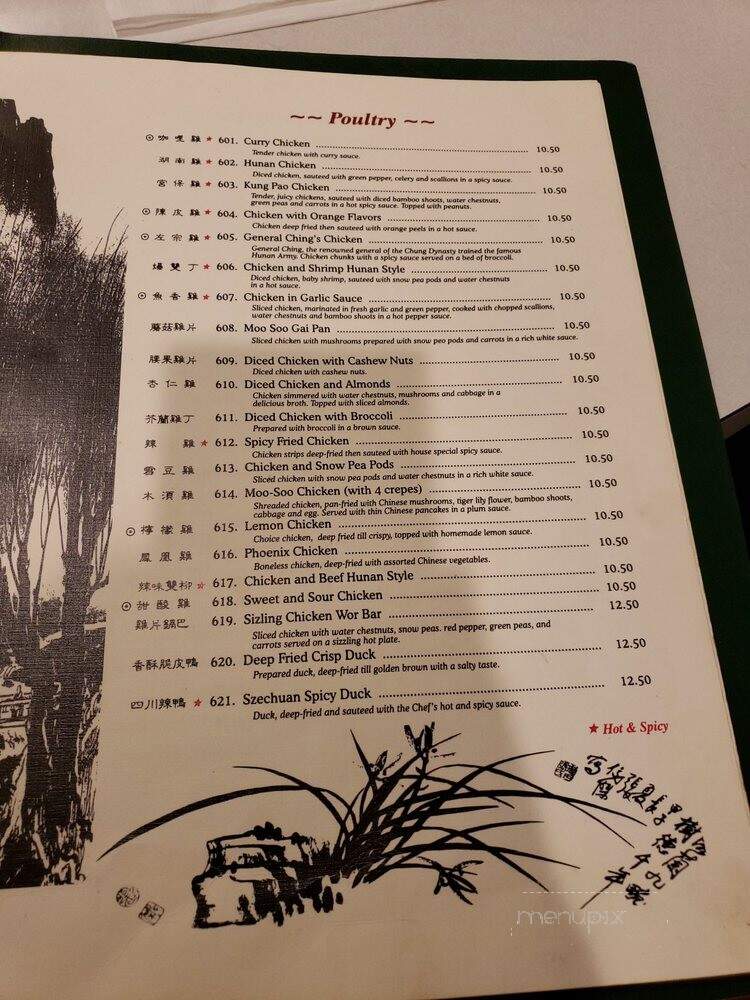 ~~ Poultry ~~
咖哩雞 ★ 601. Curry Chicken 10.50
Tender chicken with curry sauce.
湖南雞 ★ 602. Hunan Chicken 10.50
Diced chicken, sauteed with green pepper, celery and scallions in a spicy sauce.
宮保雞 ★ 603. Kung Pao Chicken 10.50
Tender, juicy chickens, sauteed with diced bamboo shoots, water chestnuts,
green peas and carrots in a hot spicy sauce. Topped with peanuts.
陳皮雞 ★ 604. Chicken with Orange Flavors 10.50
Chicken deep fried then sauteed with orange peels in a hot sauce.
左宗雞 ★ 605. General Ching's Chicken 10.50
General Ching, the renowned general of the Chung Dynasty trained the famous
Hunan Army. Chicken chunks with a spicy sauce served on a bed of broccoli.
爆雙丁 ★ 606. Chicken and Shrimp Hunan Style 10.50
Diced chicken, baby shrimp, sauteed with snow pea pods and water chestnuts
in a hot sauce.
魚香雞 ★ 607. Chicken in Garlic Sauce 10.50
Sliced chicken, marinated in fresh garlic and green pepper, cooked with chopped scallions,
water chestnuts and bamboo shoots in a hot pepper sauce.
蘑菇雞片 608. Moo Soo Gai Pan 10.50
Sliced chicken with mushrooms prepared with snow peo pods and carrots in a rich white sauce.
腰果雞片 609. Diced Chicken with Cashew Nuts 10.50
Diced chicken with cashew nuts.
杏仁雞 610. Diced Chicken and Almonds 10.50
Chicken simmered with water chestnuts, mushrooms and cabbage in a
delicious broth. Topped with sliced almonds.
芥蘭雞丁 611. Diced Chicken with Broccoli 10.50
Prepared with broccoli in a brown sauce.
辣雞 ★ 612. Spicy Fried Chicken 10.50
Chicken strips deep-fried then sauteed with house special spicy sauce.
雪豆雞 613. Chicken and Snow Pea Pods 10.50
Sliced chicken with snow pea pods and water chestnuts in a rich white sauce.
木須雞 614. Moo-Soo Chicken (with 4 crepes) 10.50
Shreaded chicken, pan-fried with Chinese mushrooms, tiger lily flower, bamboo shoots,
cabbage and egg. Served with thin Chinese pancakes in a plum sauce.
檸檬雞 615. Lemon Chicken 10.50
Choice chicken, deep fried till crispy, topped with homemade lemon sauce.
鳳凰雞 616. Phoenix Chicken 10.50
Boneless chicken, deep-fried with assorted Chinese vegetables.
辣味雙柳 ★ 617. Chicken and Beef Hunan Style 10.50
甜酸雞 618. Sweet and Sour Chicken 10.50
雞片鍋巴 619. Sizling Chicken Wor Bar 12.50
Sliced chicken with water chestnuts, snow peas. red pepper, green peas, and
carrots served on a sizzling hot plate.
香酥脆皮鴨 620. Deep Fried Crisp Duck 12.50
Prepared duck, deep-fried till golden brown with a salty taste.
四川辣鴨 ★ 621. Szechuan Spicy Duck 12.50
Duck, deep-fried and sauteed with the Chef's hot and spicy sauce.
★ Hot & Spicy
menupix